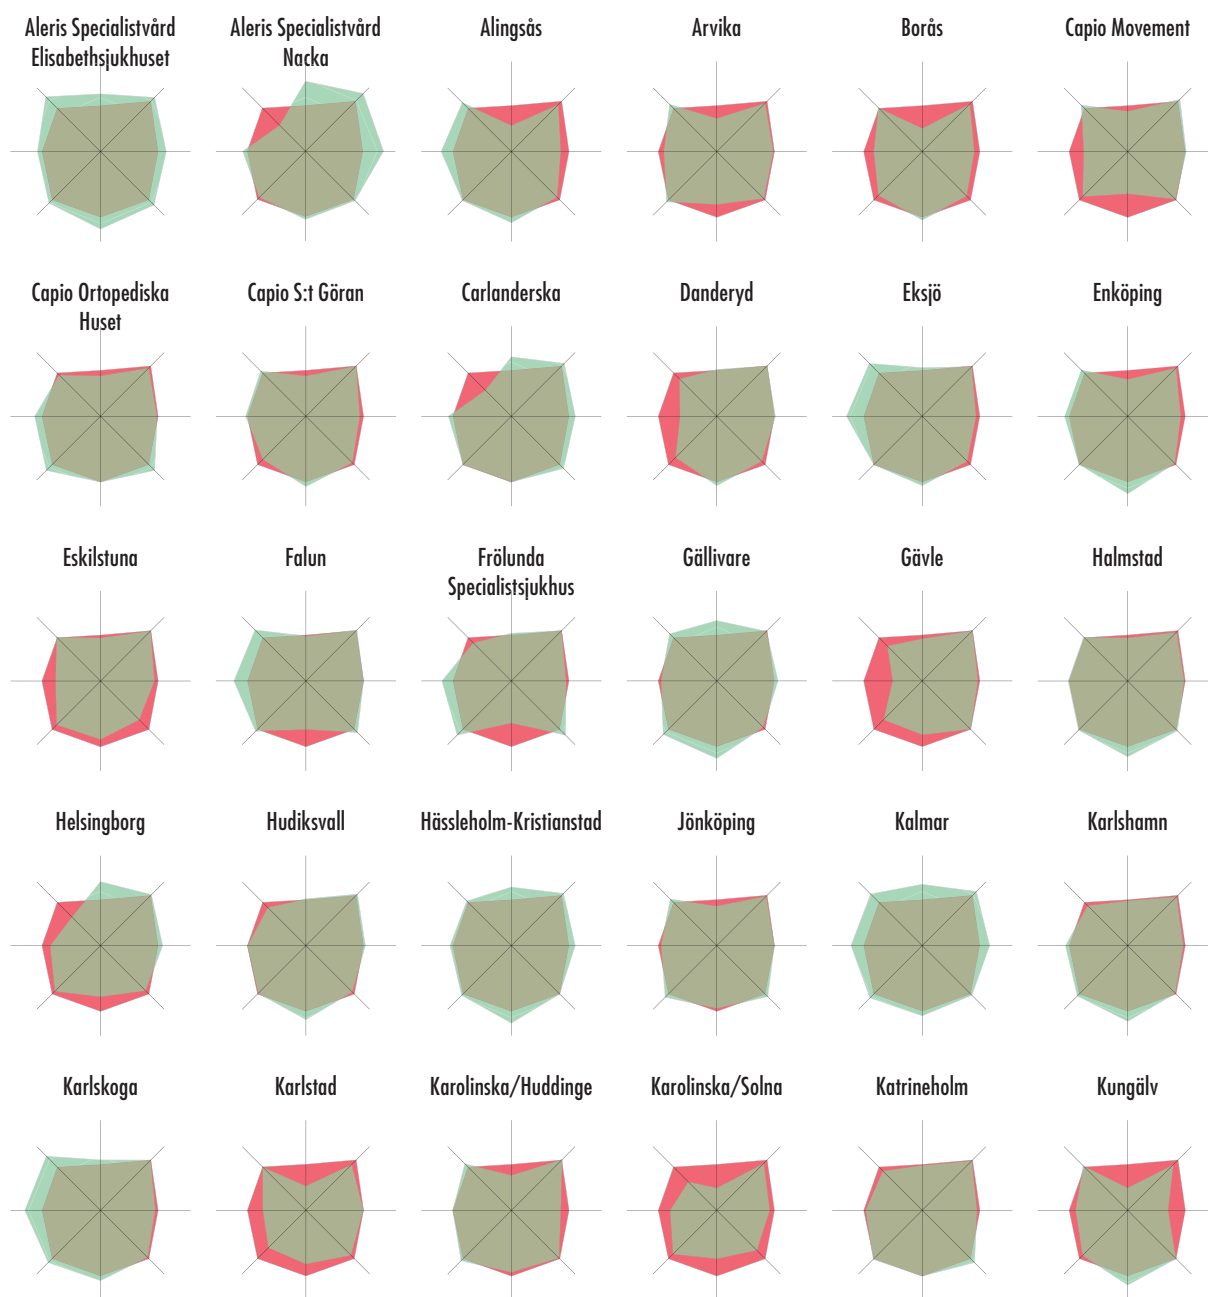 Aleris Specialistvård
Elisabethsjukhuset
Aleris Specialistvård
Nacka
Alingsås
Arvika
Borås
Capio Movement
Capio Ortopediska
Huset
Capio S:t Göran
Carlanderska
Danderyd
Eksjö
Enköping
Eskilstuna
Falun
Frölunda
Specialistsjukhus
Gällivare
Gävle
Halmstad
Helsingborg
Hudiksvall
Hässleholm-Kristianstad
Jönköping
Kalmar
Karlshamn
Karlskoga
Karlstad
Karolinska/Huddinge
Karolinska/Solna
Katrineholm
Kungälv